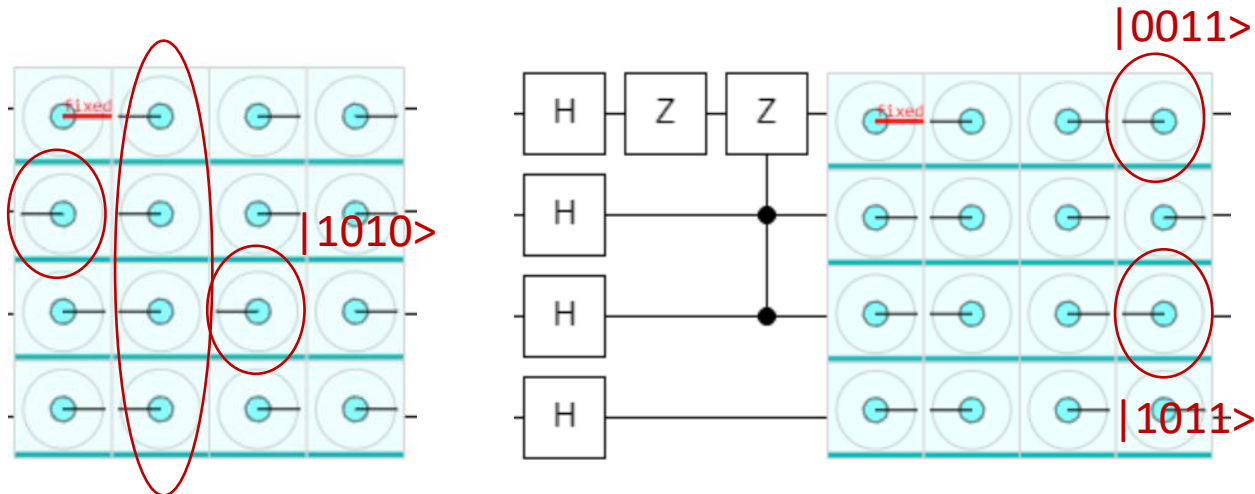 |0011>
fixed
H Z Z
fixed
H
|1010>
H
H
|1011>